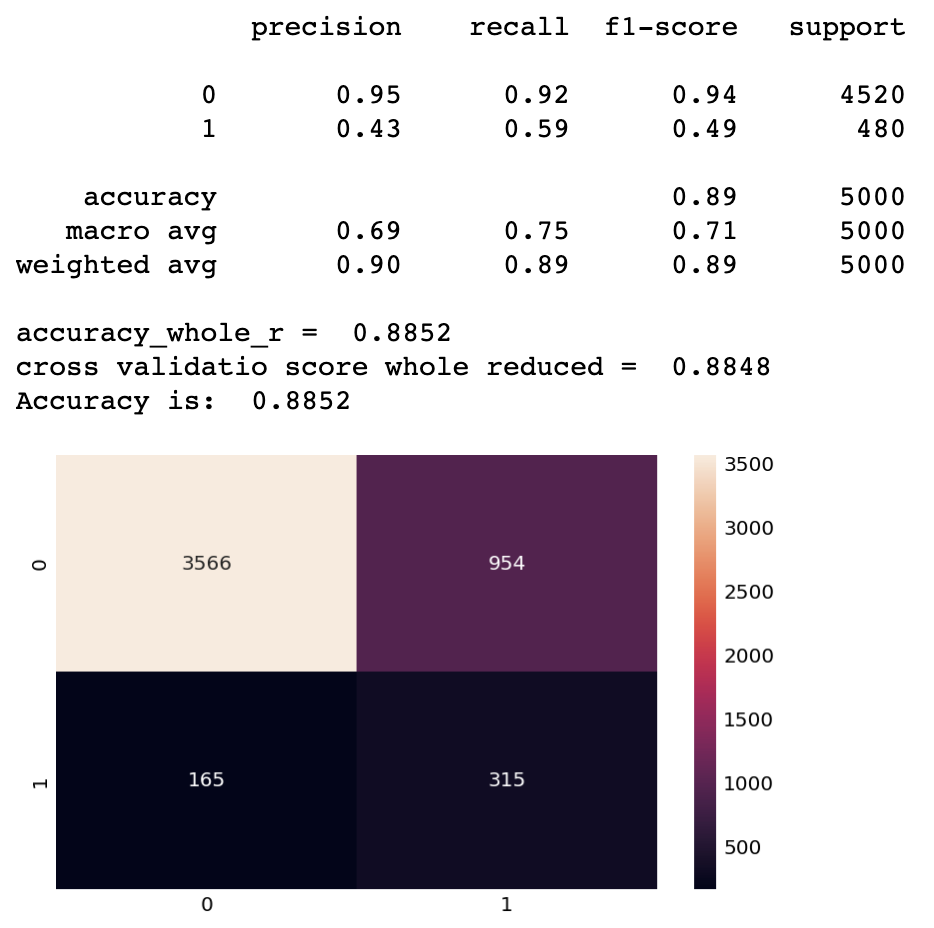 precision recall f1-score support
0 0.95 0.92 0.94 4520
1 0.43 0.59 0.49 480
accuracy 0.89 5000
macro avg 0.69 0.75 0.71 5000
weighted avg 0.90 0.89 0.89 5000
accuracy_whole_r = 0.8852
cross validatio score whole reduced = 0.8848
Accuracy is: 0.8852
3500
3000
2500
2000
1500
1000
500
0 3566 954
1 165 315
0 1